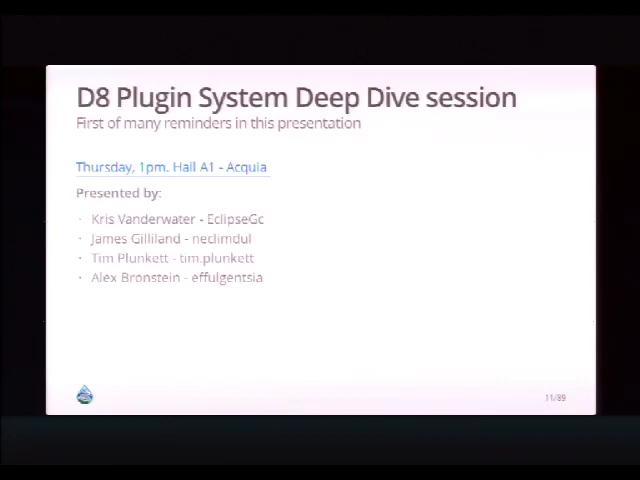 D8 Plugin System Deep Dive session
First of many reminders in this presentation
Thursday, 1pm. Hall A1 - Acquia
Presented by:
· Kris Vanderwater - EclipseGc
· James Gilliland - neclimdul
· Tim Plunkett - tim.plunkett
· Alex Bronstein - effulgentsia
11/89